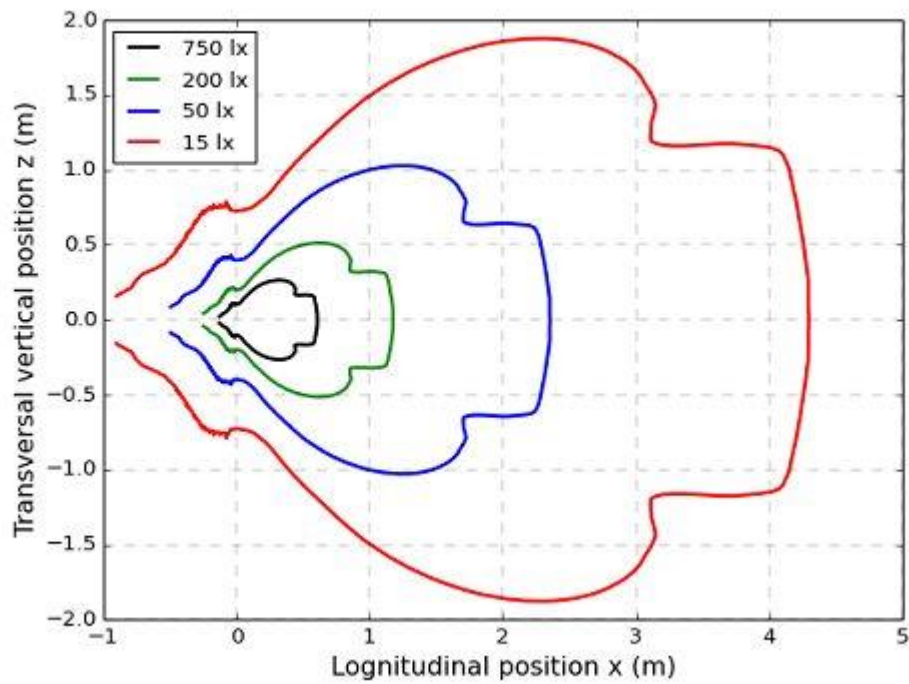 2.0
750 lx
200 lx
50 lx
15 lx
1.5
1.0
0.5
0.0
−0.5
−1.0
−1.5
−2.0
Transversal vertical position z (m)
−1 0 1 2 3 4 5
Lognitudinal position x (m)